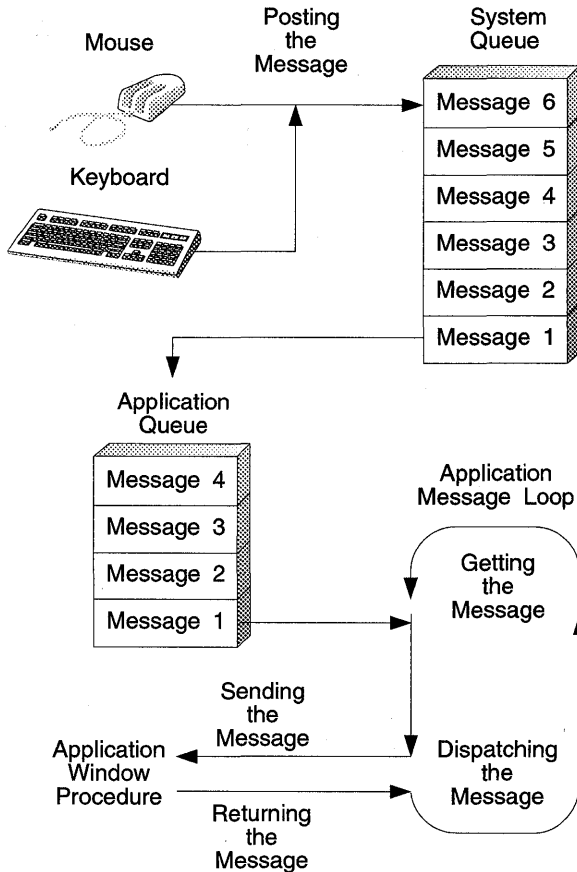 Mouse
Posting
the
Message
System
Queue
Message 6
Message 5
Message 4
Message 3
Message 2
Message 1
Keyboard
Application
Queue
Message 4
Message 3
Message 2
Message 1
Application
Message Loop
Getting
the
Message
Sending
the
Message
Application
Window
Procedure
Dispatching
the
Message
Returning
the
Message